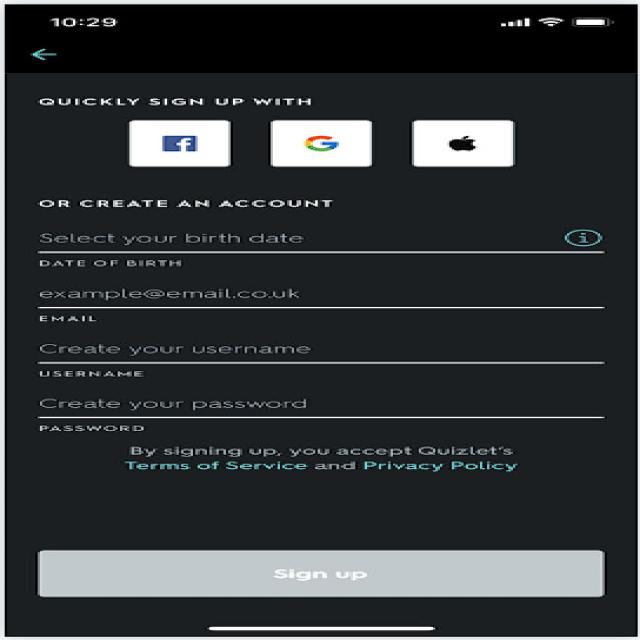 10:29
QUICKLY SIGN UP WITH
f
G
OR CREATE AN ACCOUNT
Select your birth date
i
DATE OF BIRTH
example@email.co.uk
EMAIL
Create your username
USERNAME
Create your password
PASSWORD
By signing up, you accept Quizlet's
Terms of Service and Privacy Policy
Sign up